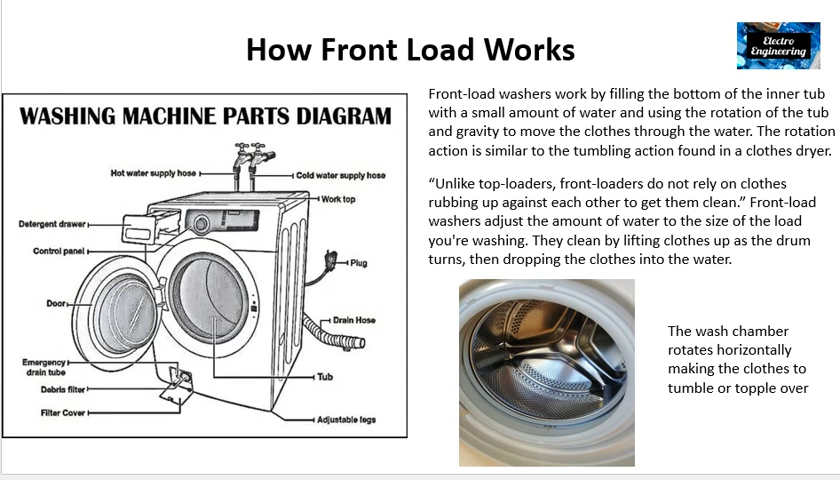 How Front Load Works
Electro
Engineering
WASHING MACHINE PARTS DIAGRAM
Hot water supply hose
Cold water supply hose
Work top
Detergent drawer
Control panel
Plug
Door
Drain Hose
Emergency
drain tube
Tub
Debris filter
Filter Cover
Adjustable legs
Front-load washers work by filling the bottom of the inner tub
with a small amount of water and using the rotation of the tub
and gravity to move the clothes through the water. The rotation
action is similar to the tumbling action found in a clothes dryer.
“Unlike top-loaders, front-loaders do not rely on clothes
rubbing up against each other to get them clean.” Front-load
washers adjust the amount of water to the size of the load
you're washing. They clean by lifting clothes up as the drum
turns, then dropping the clothes into the water.
The wash chamber
rotates horizontally
making the clothes to
tumble or topple over